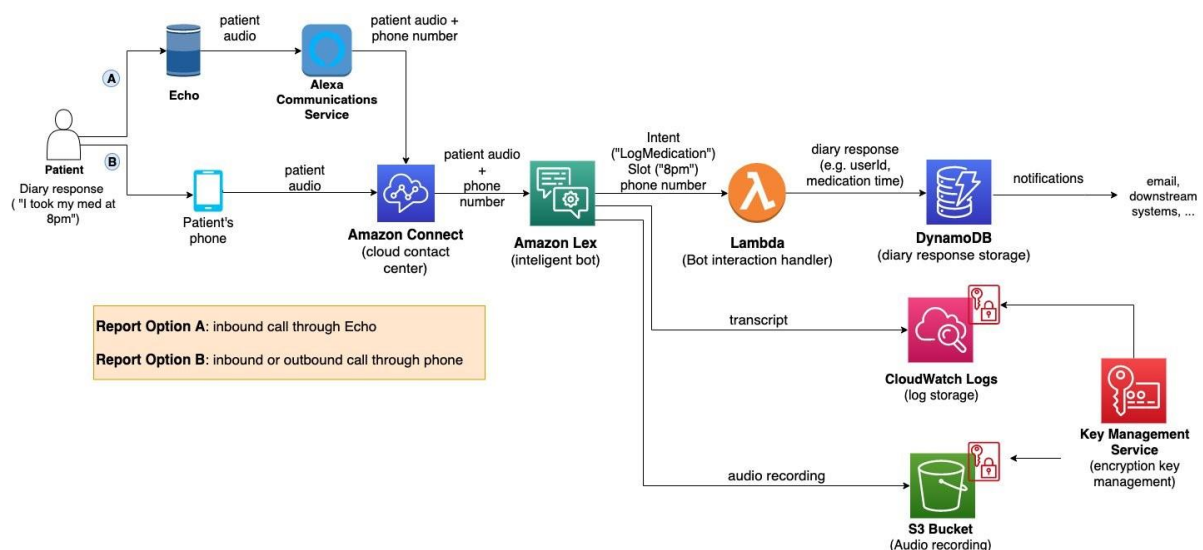 patient
audio
patient audio +
phone number
A
Echo
Alexa
Communications
Service
B
Patient
Diary response
( "I took my med at
8pm")
Patient's
phone
patient
audio
Amazon Connect
(cloud contact
center)
patient audio
+
phone
number
Amazon Lex
(inteligent bot)
Intent
("LogMedication")
Slot ("8pm")
phone number
Lambda
(Bot interaction handler)
diary response
(e.g. userId,
medication time)
DynamoDB
(diary response storage)
notifications
email,
downstream
systems, ...
Report Option A: inbound call through Echo
Report Option B: inbound or outbound call through phone
transcript
CloudWatch Logs
(log storage)
Key Management
Service
(encryption key
management)
audio recording
S3 Bucket
(Audio recording)